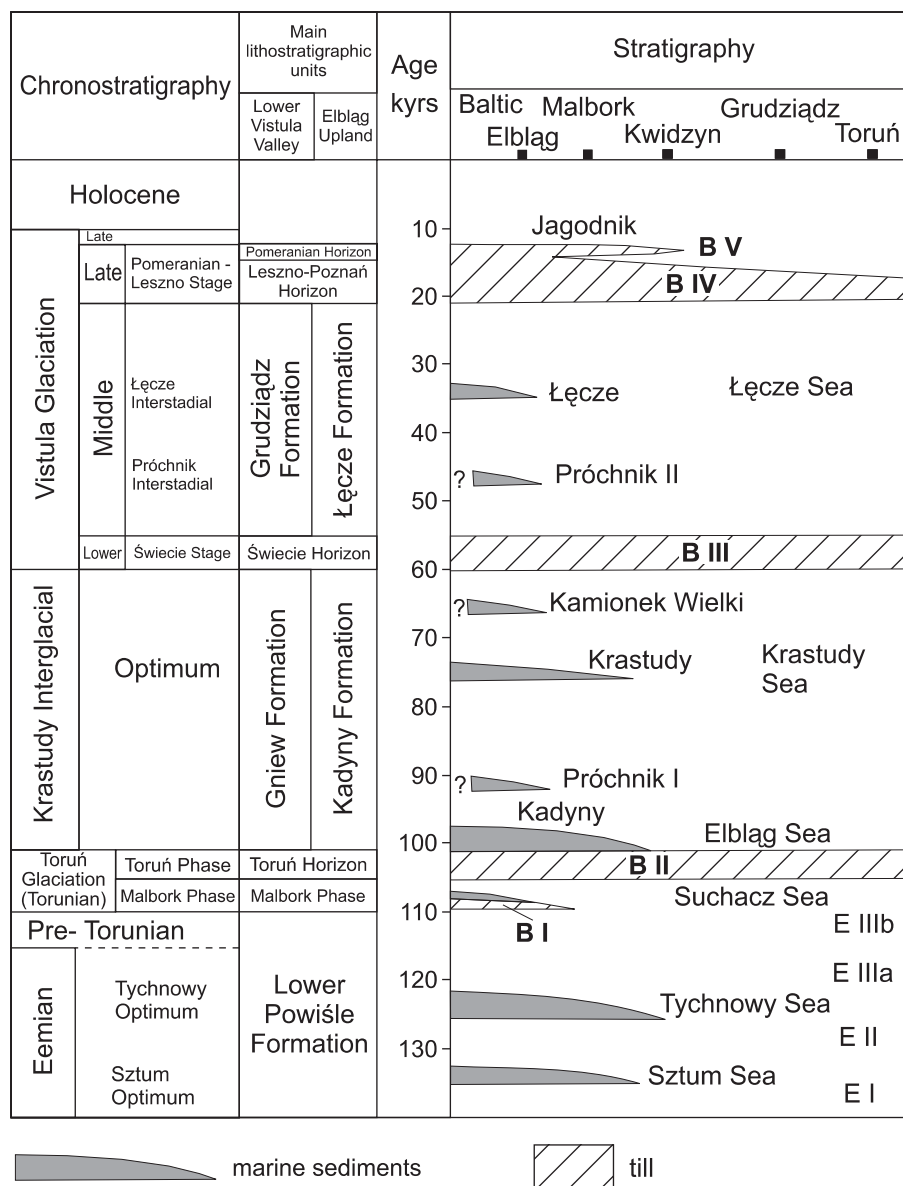 Chronostratigraphy
Main
lithostratigraphic
units
Lower
Vistula
Valley
Elbląg
Upland
Age
kyrs
Stratigraphy
Baltic
Malbork
Grudziądz
Elbląg
Kwidzyn
Toruń
Holocene
Vistula Glaciation
Late
Late
Pomeranian -
Leszno Stage
Pomeranian Horizon
Leszno-Poznań
Horizon
Middle
Łęcze
Interstadial
Próchnik
Interstadial
Grudziądz
Formation
Łęcze Formation
Lower
Świecie Stage
Świecie Horizon
Krastudy Interglacial
Optimum
Gniew Formation
Kadyny Formation
Toruń
Glaciation
(Torunian)
Toruń Phase
Toruń Horizon
Malbork Phase
Malbork Phase
Pre- Torunian
Eemian
Tychnowy
Optimum
Sztum
Optimum
Lower
Powiśle
Formation
10
20
30
40
50
60
70
80
90
100
110
120
130
Jagodnik
B V
B IV
Łęcze
Łęcze Sea
? Próchnik II
B III
? Kamionek Wielki
Krastudy
Krastudy
Sea
? Próchnik I
Kadyny
Elbląg Sea
B II
Suchacz Sea
B I
E IIIb
E IIIa
Tychnowy Sea
E II
Sztum Sea
E I
marine sediments
till